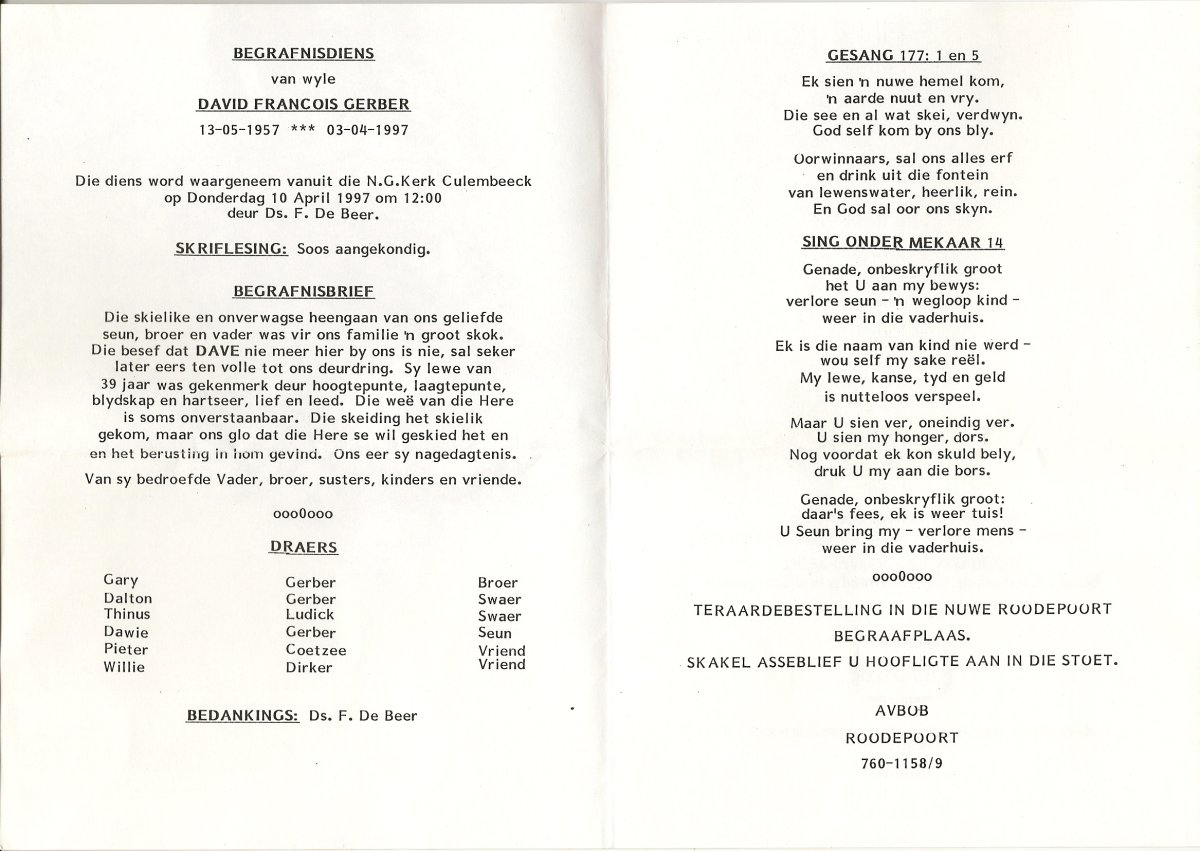 BEGRAFNISDIENS
van wyle
DAVID FRANCOIS GERBER
13-05-1957 *** 03-04-1997
Die diens word waargeneem vanuit die N.G.Kerk Culembeeck
op Donderdag 10 April 1997 om 12:00
deur Ds. F. De Beer.
SKRIFLESING: Soos aangekondig.
BEGRAFNISBRIEF
Die skielike en onverwagse heengaan van ons geliefde
seun, broer en vader was vir ons familie 'n groot skok.
Die besef dat DAVE nie meer hier by ons is nie, sal seker
later eers ten volle tot ons deurdring. Sy lewe van
39 jaar was gekenmerk deur hoogtepunte, laagtepunte,
blydskap en hartseer, lief en leed. Die weë van die Here
is soms onverstaanbaar. Die skeiding het skielik
gekom, maar ons glo dat die Here se wil geskied het en
en het berusting in hom gevind. Ons eer sy nagedagtenis.
Van sy bedroefde Vader, broer, susters, kinders en vriende.
ooo0ooo
DRAERS
Gary Gerber Broer
Dalton Gerber Swaer
Thinus Ludick Swaer
Dawie Gerber Seun
Pieter Coetzee Vriend
Willie Dirker Vriend
BEDANKINGS: Ds. F. De Beer
GESANG 177: 1 en 5
Ek sien 'n nuwe hemel kom,
'n aarde nuut en vry.
Die see en al wat skei, verdwyn.
God self kom by ons bly.
Oorwinnaars, sal ons alles erf
en drink uit die fontein
van lewenswater, heerlik, rein.
En God sal oor ons skyn.
SING ONDER MEKAAR 14
Genade, onbeskryflik groot
het U aan my bewys:
verlore seun - 'n wegloop kind -
weer in die vaderhuis.
Ek is die naam van kind nie werd -
wou self my sake reël.
My lewe, kanse, tyd en geld
is nutteloos verspeel.
Maar U sien ver, oneindig ver.
U sien my honger, dors.
Nog voordat ek kon skuld bely,
druk U my aan die bors.
Genade, onbeskryflik groot:
daar's fees, ek is weer tuis!
U Seun bring my - verlore mens -
weer in die vaderhuis.
ooo0ooo
TERAARDEBESTELLING IN DIE NUWE ROODEPOORT
BEGRAAFPLAAS.
SKAKEL ASSEBLIEF U HOOFLIGTE AAN IN DIE STOET.
AVBOB
ROODEPOORT
760-1158/9